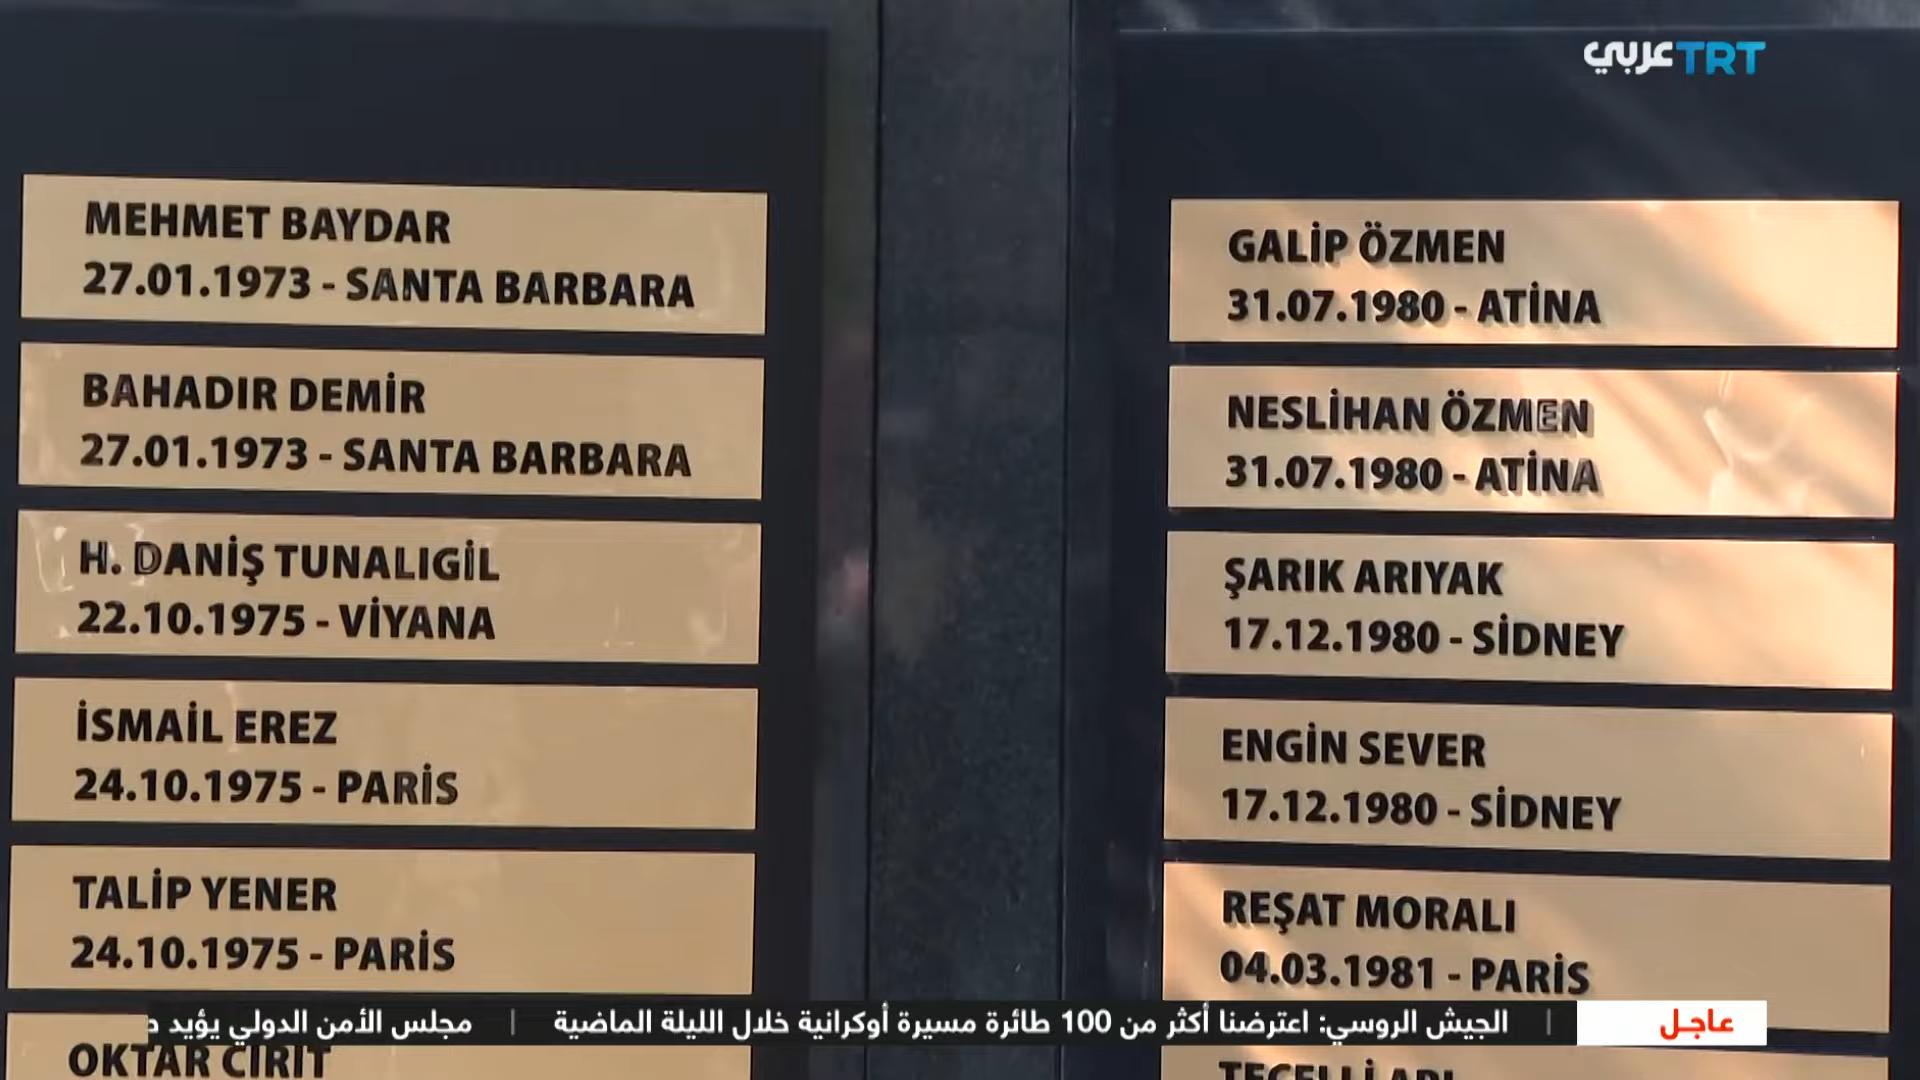 عربي TRT
MEHMET BAYDAR
27.01.1973 - SANTA BARBARA
BAHADIR DEMİR
27.01.1973 - SANTA BARBARA
H. DANİŞ TUNALIGİL
22.10.1975 - VİYANA
İSMAİL EREZ
24.10.1975 - PARİS
TALİP YENER
24.10.1975 - PARİS
OKTAR CİRİT
GALİP ÖZMEN
31.07.1980 - ATİNA
NESLİHAN ÖZMEN
31.07.1980 - ATİNA
ŞARIK ARIYAK
17.12.1980 - SİDNEY
ENGİN SEVER
17.12.1980 - SİDNEY
REŞAT MORALI
04.03.1981 - PARİS
TECELLİ ARI
عاجل | الجيش الروسي: اعترضنا أكثر من 100 طائرة مسيرة أوكرانية خلال الليلة الماضية | مجلس الأمن الدولي يؤيد